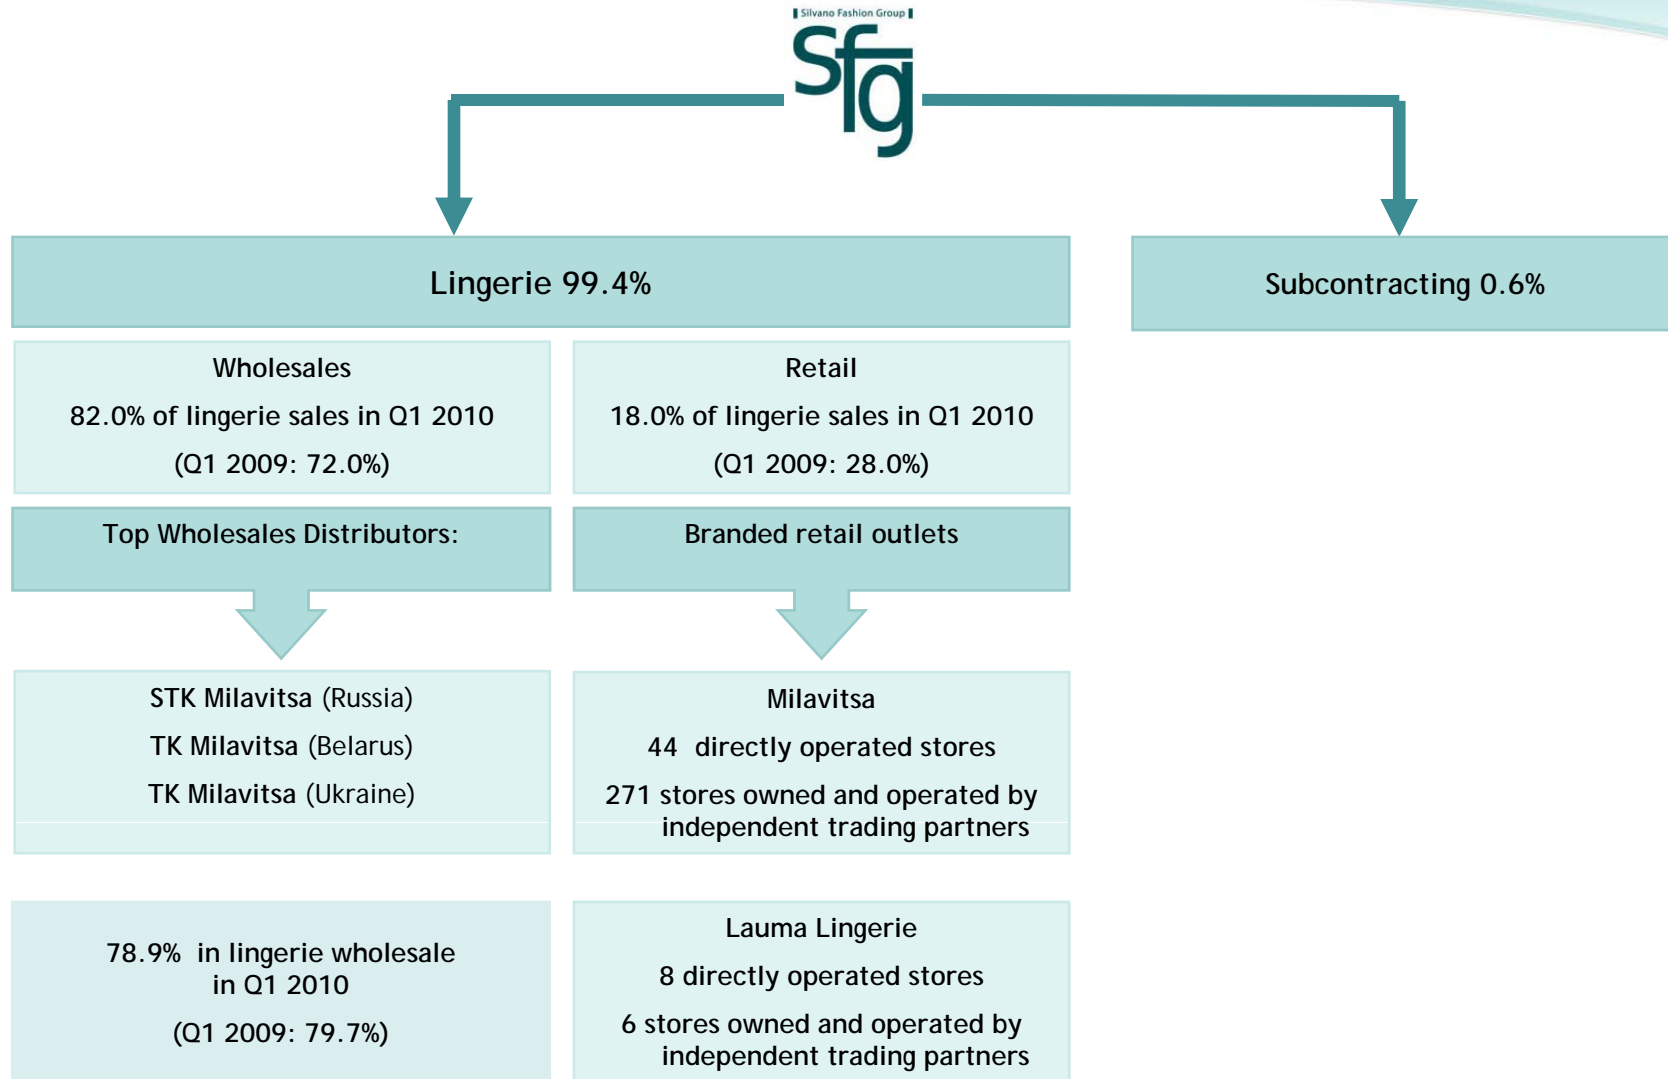 Silvano Fashion Group
sfg
Lingerie 99.4%
Subcontracting 0.6%
Wholesales
82.0% of lingerie sales in Q1 2010
(Q1 2009: 72.0%)
Retail
18.0% of lingerie sales in Q1 2010
(Q1 2009: 28.0%)
Top Wholesales Distributors:
Branded retail outlets
STK Milavitsa (Russia)
TK Milavitsa (Belarus)
TK Milavitsa (Ukraine)
Milavitsa
44 directly operated stores
271 stores owned and operated by
independent trading partners
78.9% in lingerie wholesale
in Q1 2010
(Q1 2009: 79.7%)
Lauma Lingerie
8 directly operated stores
6 stores owned and operated by
independent trading partners